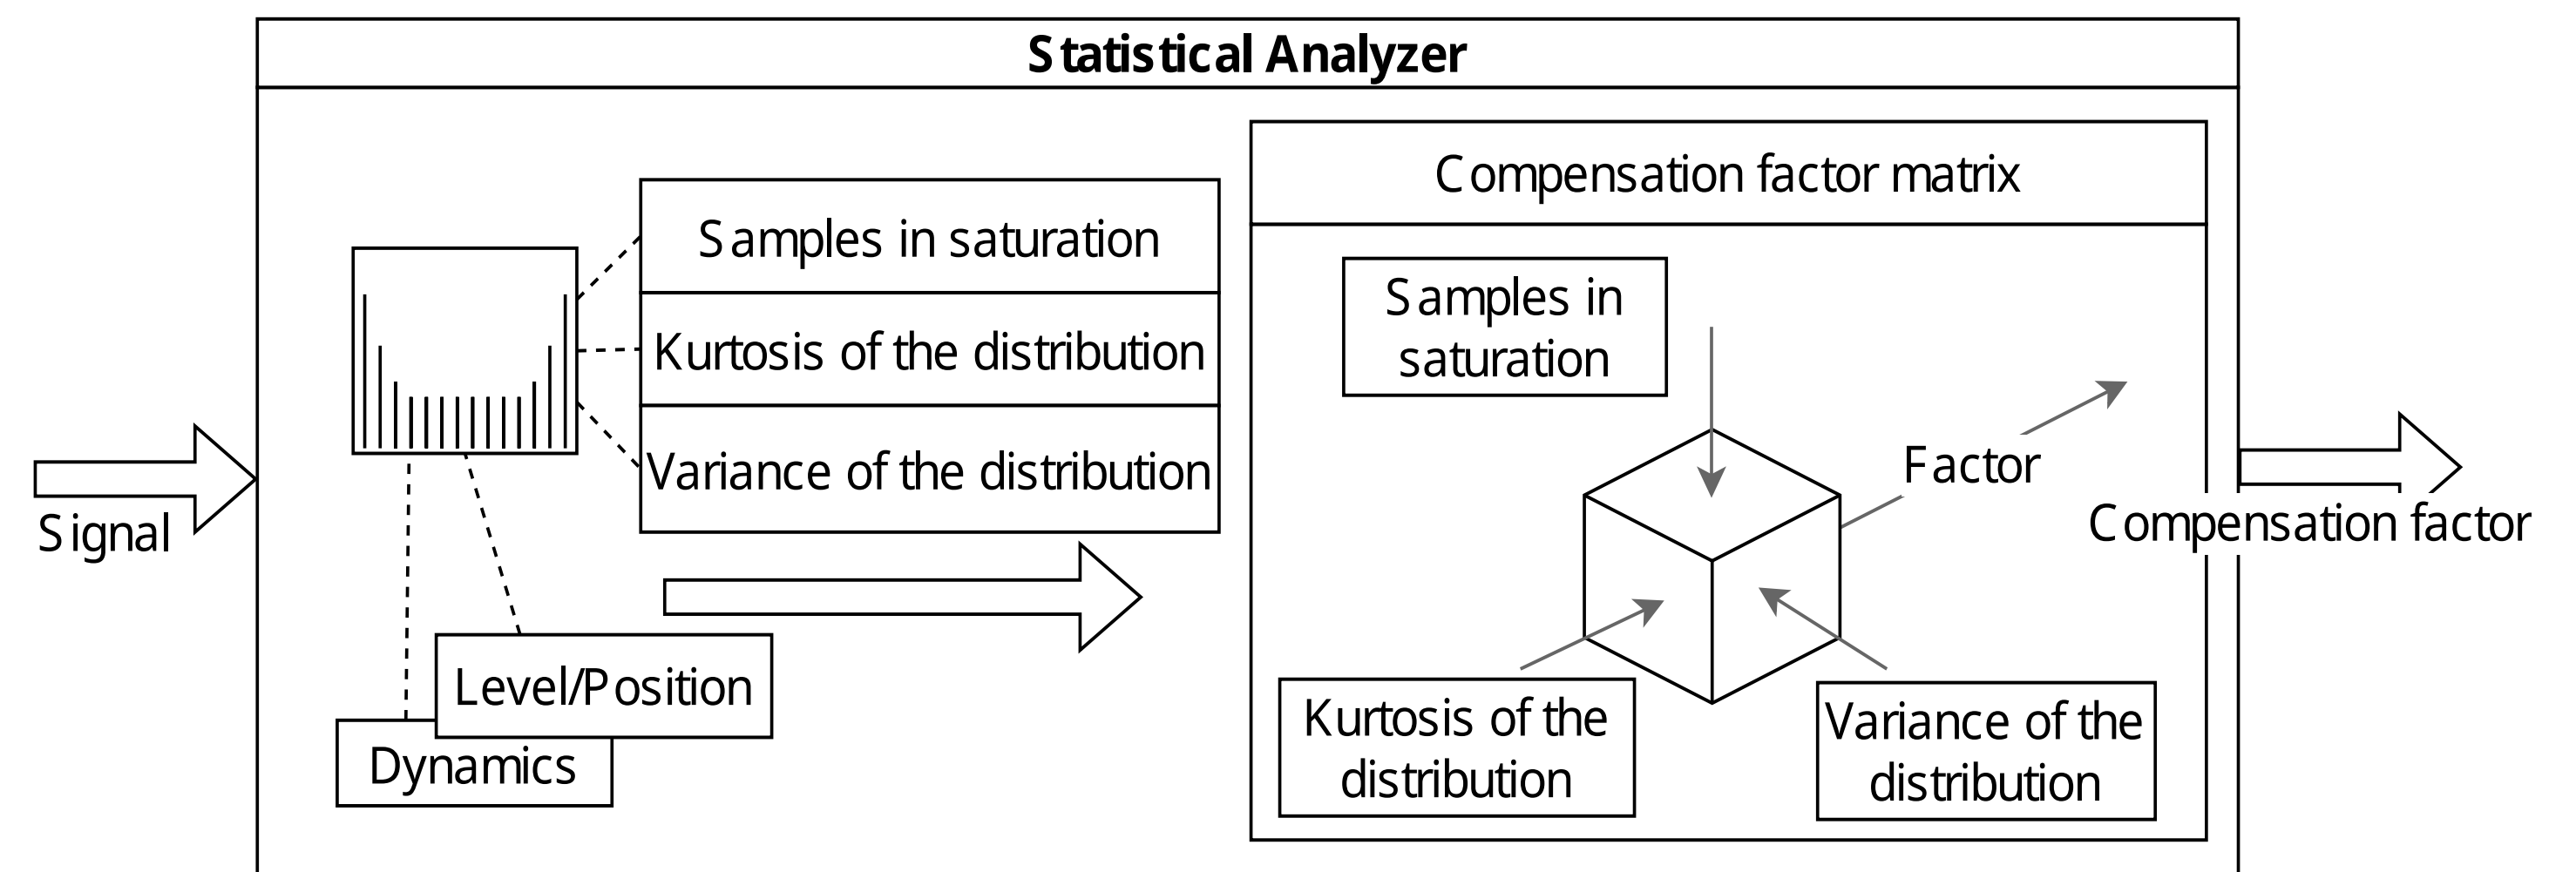 Statistical Analyzer
Signal
Samples in saturation
Kurtosis of the distribution
Variance of the distribution
Level/Position
Dynamics
Compensation factor matrix
Samples in
saturation
Factor
Kurtosis of the
distribution
Variance of the
distribution
Compensation factor